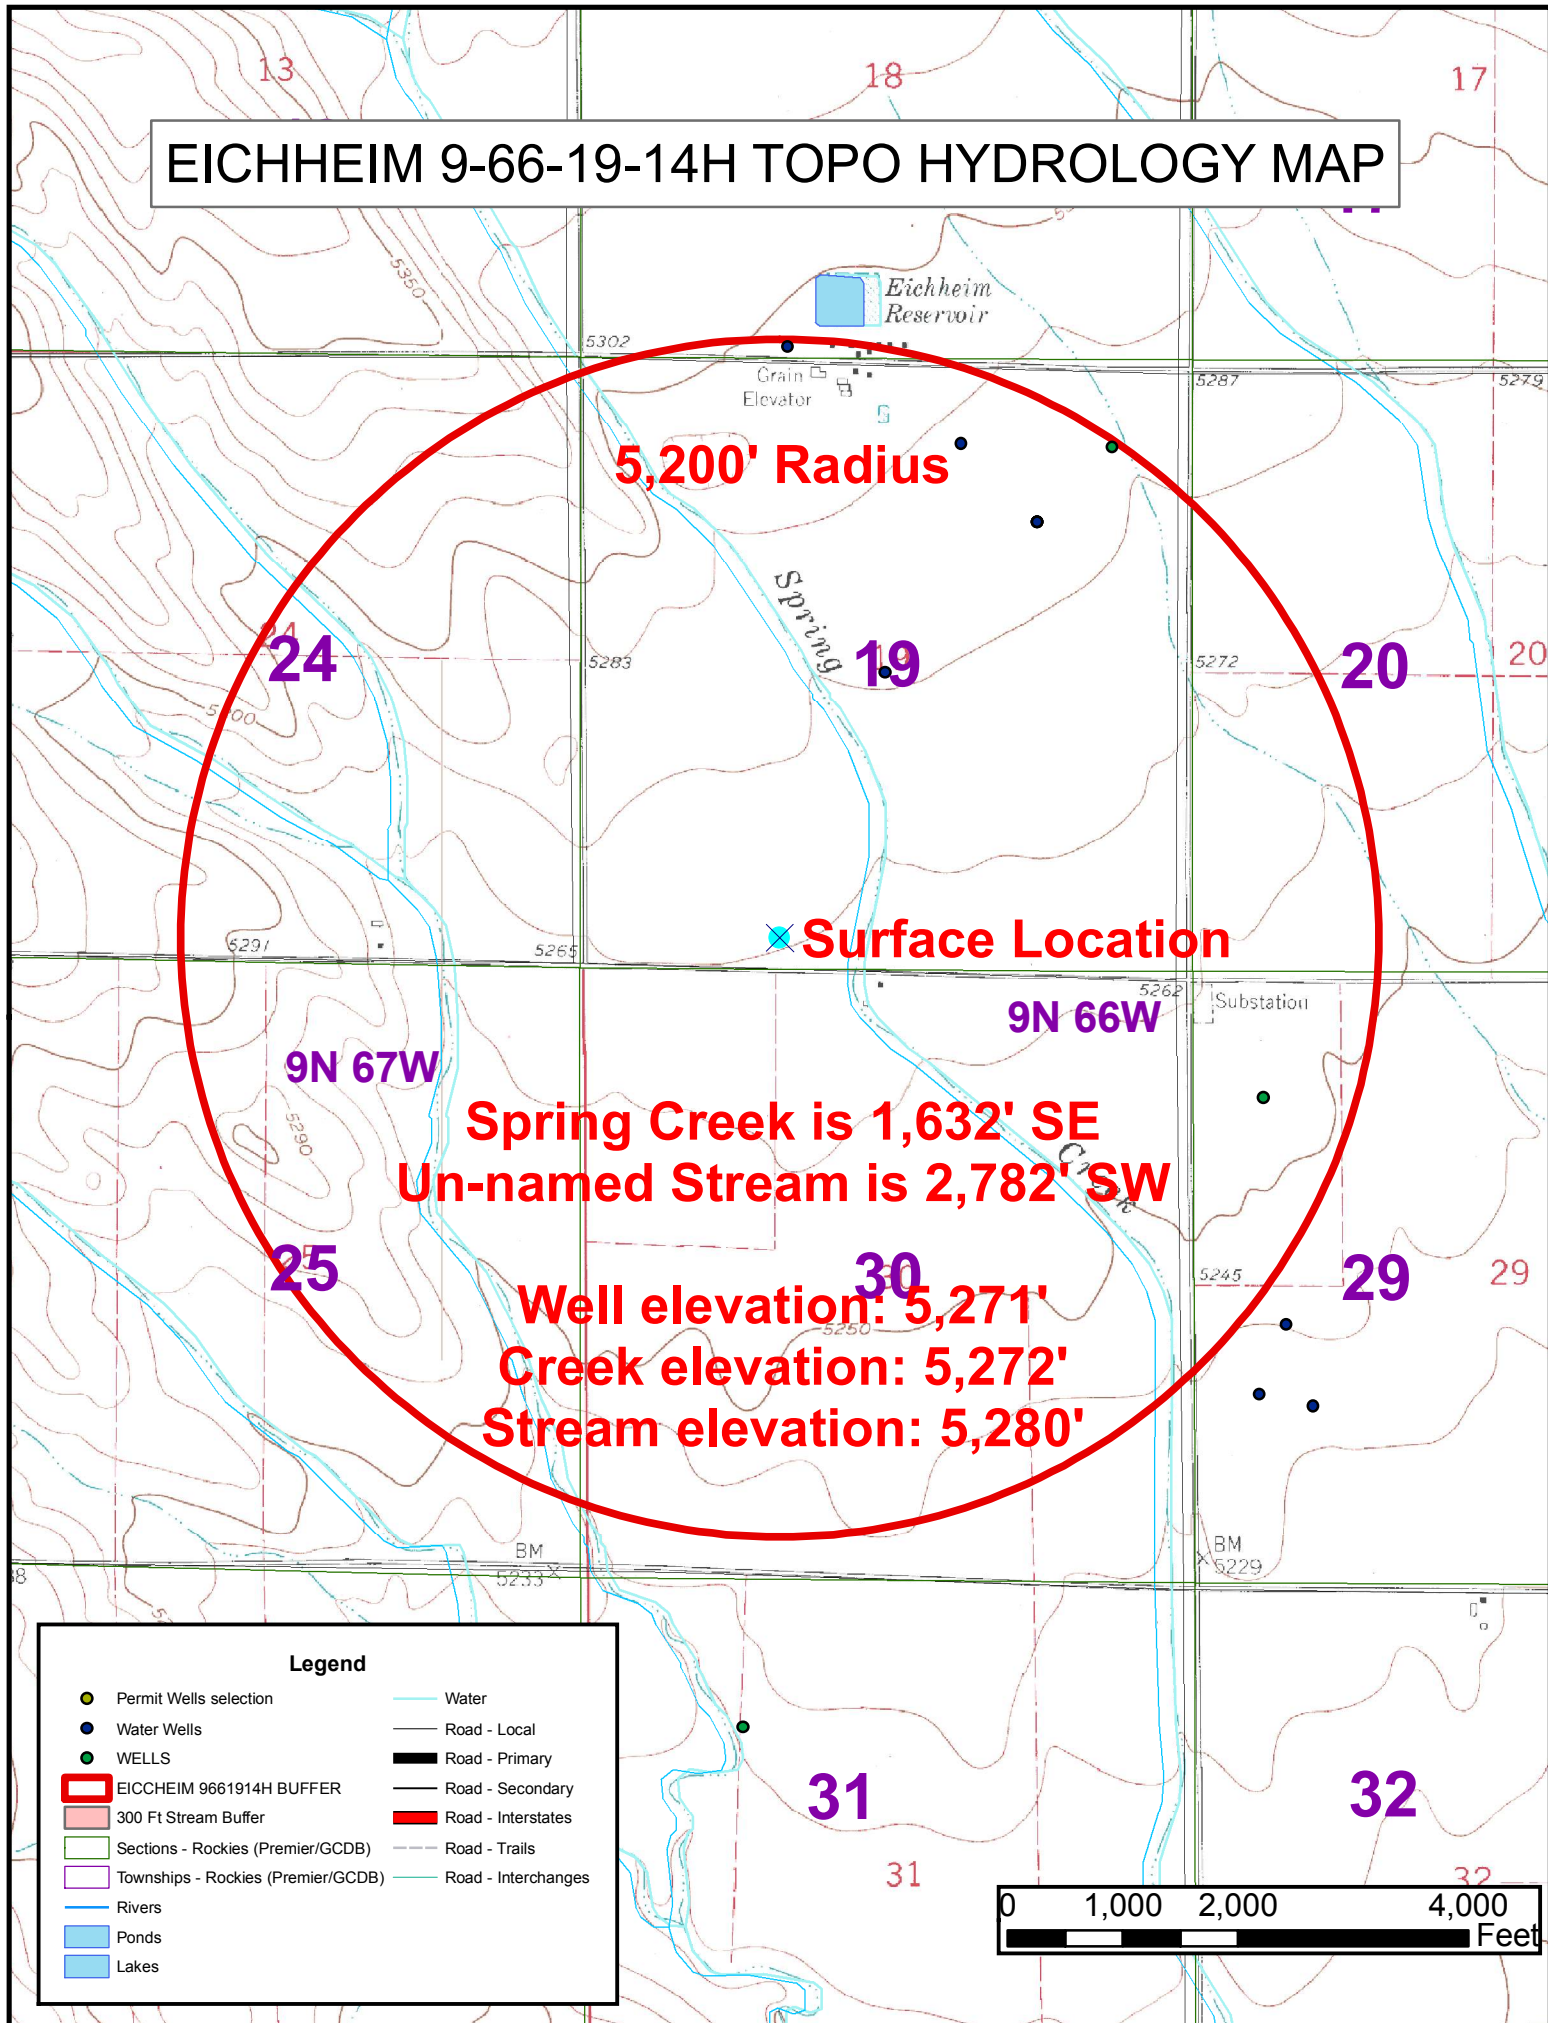 13
18
17
EICHHEIM 9-66-19-14H TOPO HYDROLOGY MAP
5350
Eichheim
Reservoir
5302
Grain
Elevator
5287
5279
5,200' Radius
Spring
24
24
5283
19
5272
20
20
5300
Surface Location
5291
5265
5262
Substation
9N 66W
9N 67W
5290
Spring Creek is 1,632' SE
Creek
Un-named Stream is 2,782' SW
25
30
30
5245
29
29
Well elevation: 5,271'
5250
Creek elevation: 5,272'
Stream elevation: 5,280'
BM
5233
BM
5229
Legend
Permit Wells selection
Water Wells
WELLS
EICCHEIM 9661914H BUFFER
300 Ft Stream Buffer
Sections - Rockies (Premier/GCDB)
Townships - Rockies (Premier/GCDB)
Rivers
Ponds
Lakes
Water
Road - Local
Road - Primary
Road - Secondary
Road - Interstates
Road - Trails
Road - Interchanges
31
32
31
32
0 1,000 2,000 4,000
Feet